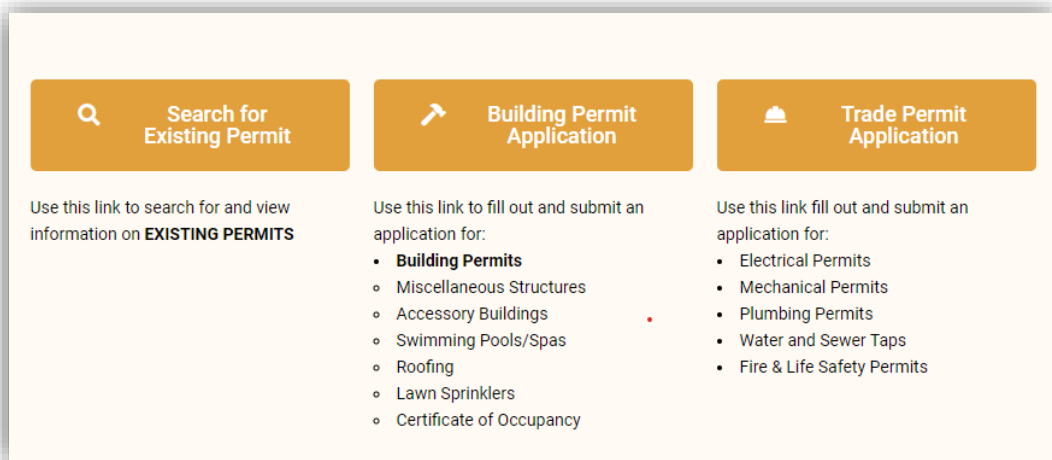 Search for
Existing Permit
Use this link to search for and view
information on EXISTING PERMITS
Building Permit
Application
Use this link to fill out and submit an
application for:
• Building Permits
◦ Miscellaneous Structures
◦ Accessory Buildings
◦ Swimming Pools/Spas
◦ Roofing
◦ Lawn Sprinklers
◦ Certificate of Occupancy
Trade Permit
Application
Use this link fill out and submit an
application for:
• Electrical Permits
• Mechanical Permits
• Plumbing Permits
• Water and Sewer Taps
• Fire & Life Safety Permits